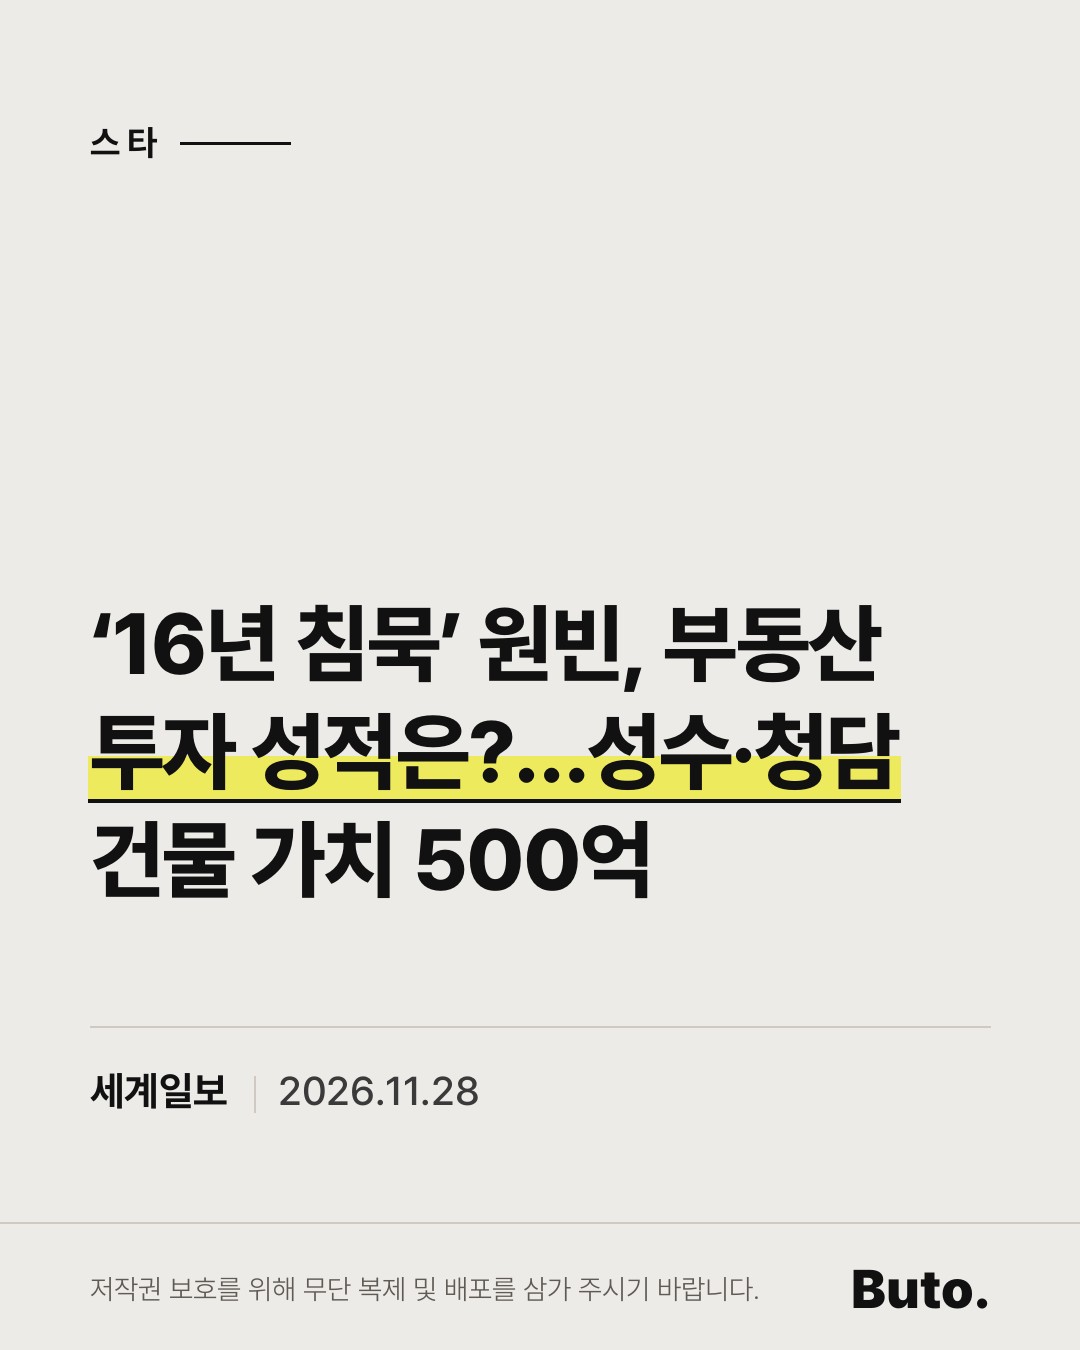 스타
‘16년 침묵’ 원빈, 부동산
투자 성적은?...성수·청담
건물 가치 500억
세계일보 2026.11.28
저작권 보호를 위해 무단 복제 및 배포를 삼가 주시기 바랍니다.
Buto.